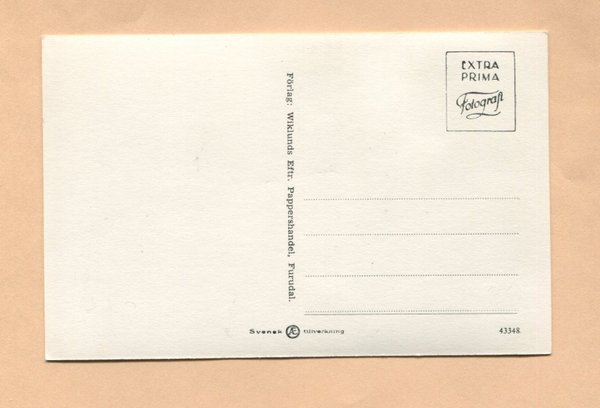 EXTRA
PRIMA
Fotografi
Förlag: Wiklunds Eftr. Pappershandel, Furudal.
Svensk Æ tillverkning
43348.